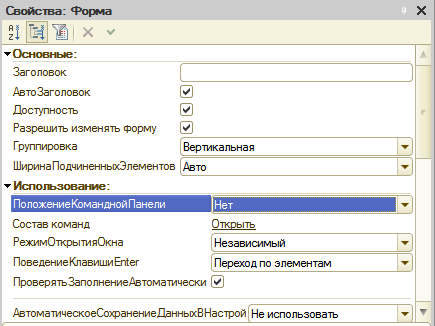 Свойства: Форма
Основные:
Заголовок
АвтоЗаголовок
Доступность
Разрешить изменять форму
Группировка Вертикальная
ШиринаПодчиненныхЭлементов Авто
Использование:
ПоложениеКоманднойПанели Нет
Состав команд Открыть
РежимОткрытияОкна Независимый
ПоведениеКлавишиEnter Переход по элементам
ПроверятьЗаполнениеАвтоматически
АвтоматическоеСохранениеДанныхВНастрой Не использовать